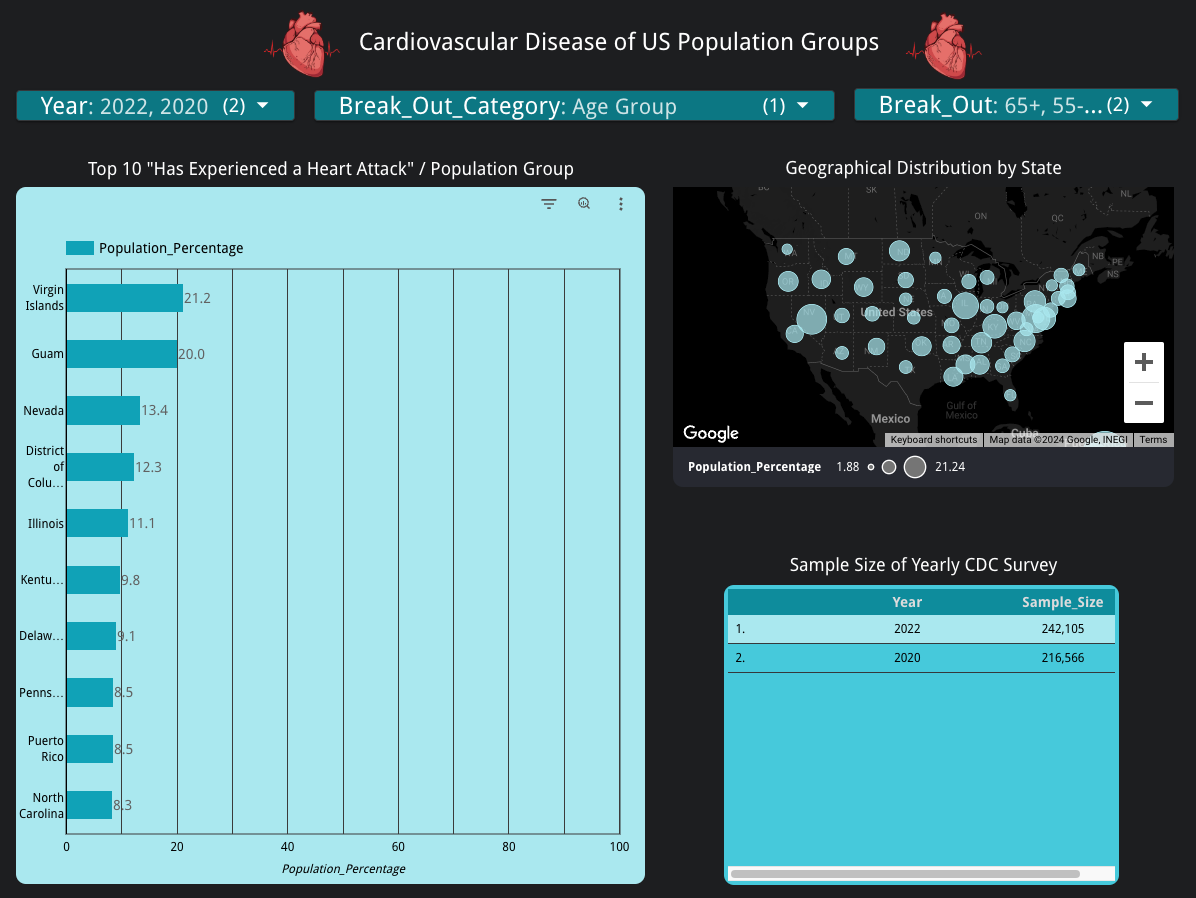 Cardiovascular Disease of US Population Groups
Year: 2022, 2020 (2)
Break_Out_Category: Age Group (1)
Break_Out: 65+, 55-... (2)
Top 10 "Has Experienced a Heart Attack" / Population Group
Population_Percentage
Virgin
Islands
21.2
Guam
20.0
Nevada
13.4
District
of
Colu...
12.3
Illinois
11.1
Kentu...
9.8
Delaw...
9.1
Penns...
8.5
Puerto
Rico
8.5
North
Carolina
8.3
0 20 40 60 80 100
Population_Percentage
Geographical Distribution by State
BC
SK
NL
ON
QC
NB
PE
NS
United States
Mexico
Gulf of
Mexico
Cuba
Google
Keyboard shortcuts
Map data ©2024 Google, INEGI
Terms
Population_Percentage 1.88 21.24
Sample Size of Yearly CDC Survey
Year Sample_Size
1. 2022 242,105
2. 2020 216,566